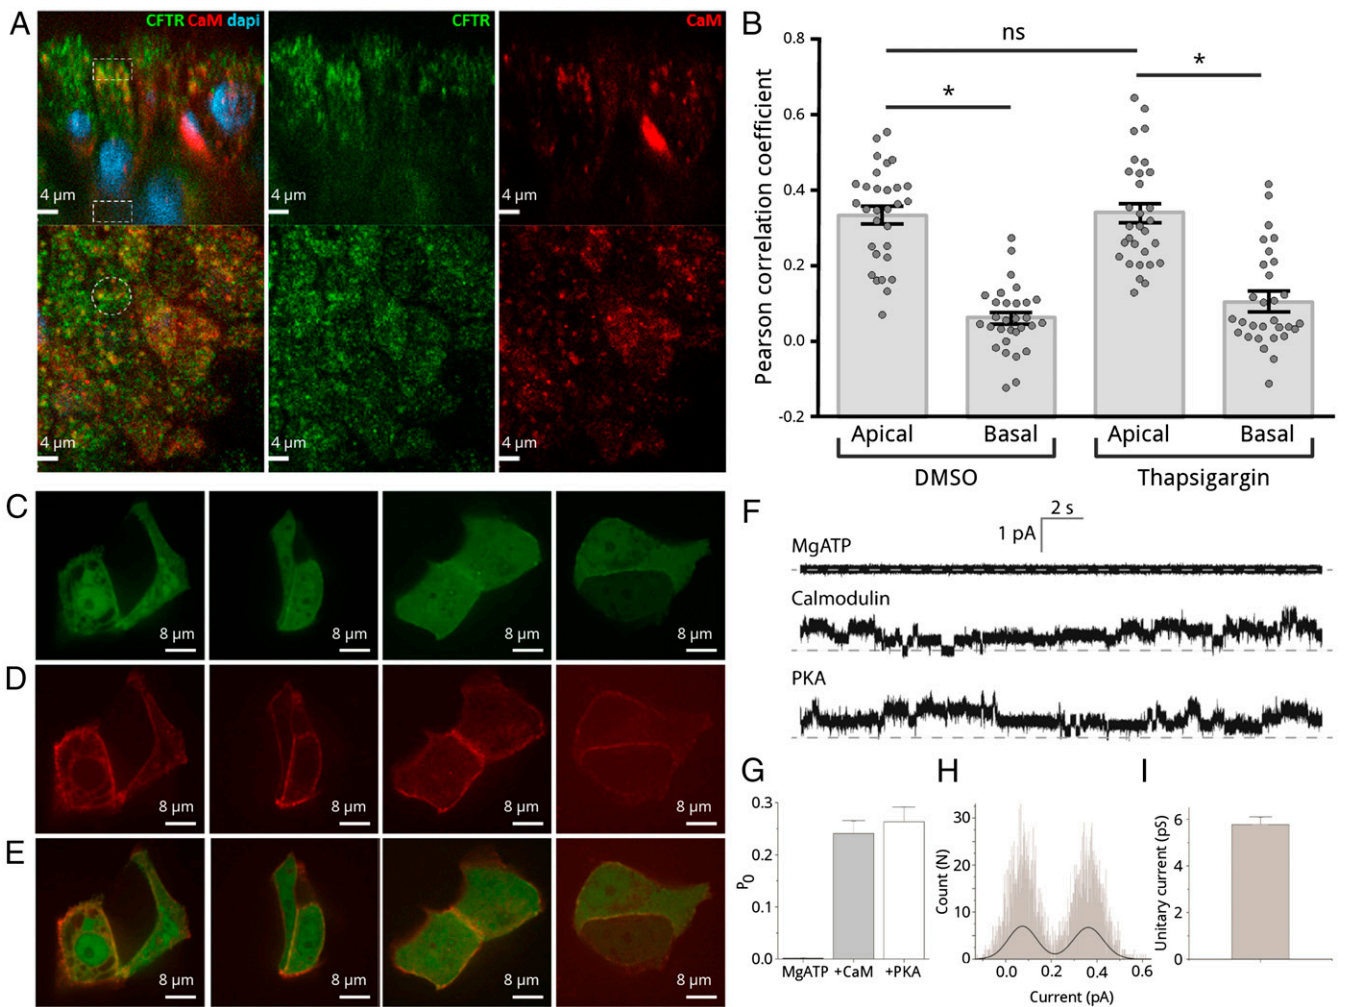 A
CFTR CaM dapi
CFTR
CaM
4 µm
4 µm
4 µm
4 µm
4 µm
4 µm
B
Pearson correlation coefficient
0.8
0.6
0.4
0.2
0.0
-0.2
ns
*
*
Apical
Basal
Apical
Basal
DMSO
Thapsigargin
C
8 µm
8 µm
8 µm
8 µm
D
8 µm
8 µm
8 µm
8 µm
E
8 µm
8 µm
8 µm
8 µm
F
2 s
1 pA
MgATP
Calmodulin
PKA
G
P0
0.3
0.2
0.1
0.0
MgATP +CaM +PKA
H
Count (N)
30
20
10
0
0.0 0.2 0.4 0.6
Current (pA)
I
Unitary current (pS)
6
4
2
0